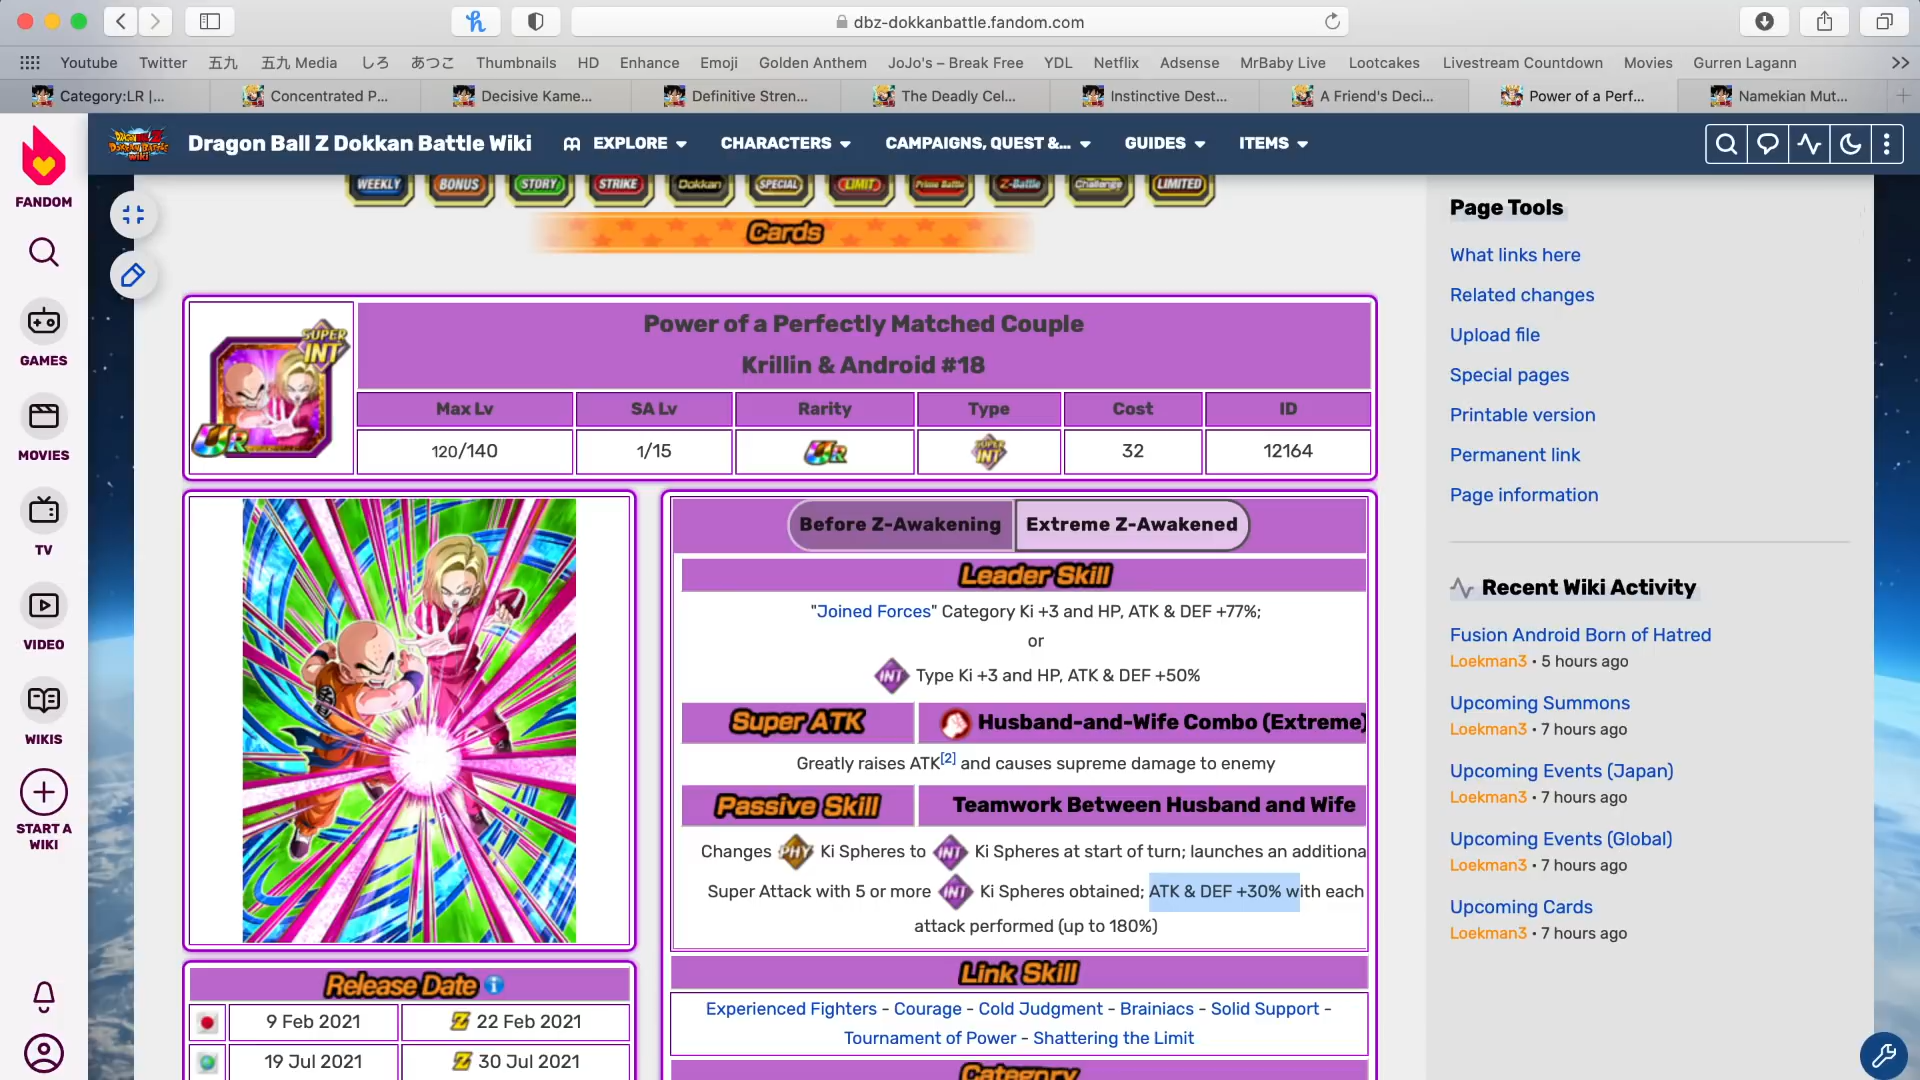 dbz-dokkanbattle.fandom.com
Youtube Twitter 五九 五九 Media しろ あつこ Thumbnails HD Enhance Emoji Golden Anthem JoJo's – Break Free YDL Netflix Adsense MrBaby Live Lootcakes Livestream Countdown Movies Gurren Lagann
Category:LR |... Concentrated P... Decisive Kame... Definitive Stren... The Deadly Cel... Instinctive Dest... A Friend's Deci... Power of a Perf... Namekian Mut...
Dragon Ball Z Dokkan Battle Wiki EXPLORE CHARACTERS CAMPAIGNS, QUEST &... GUIDES ITEMS
FANDOM
GAMES
MOVIES
TV
VIDEO
WIKIS
START A
WIKI
WEEKLY BONUS STORY STRIKE Dokkan SPECIAL LIMIT Prime Battle Z-Battle Challenge LIMITED
Cards
SUPER
INT
UR
Power of a Perfectly Matched Couple
Krillin & Android #18
Max Lv SA Lv Rarity Type Cost ID
120/140 1/15 UR SUPER INT 32 12164
Before Z-Awakening Extreme Z-Awakened
Leader Skill
"Joined Forces" Category Ki +3 and HP, ATK & DEF +77%;
or
INT Type Ki +3 and HP, ATK & DEF +50%
Super ATK Husband-and-Wife Combo (Extreme)
Greatly raises ATK[2] and causes supreme damage to enemy
Passive Skill Teamwork Between Husband and Wife
Changes PHY Ki Spheres to INT Ki Spheres at start of turn; launches an additiona
Super Attack with 5 or more INT Ki Spheres obtained; ATK & DEF +30% with each
attack performed (up to 180%)
Link Skill
Experienced Fighters - Courage - Cold Judgment - Brainiacs - Solid Support -
Tournament of Power - Shattering the Limit
Category
Release Date
9 Feb 2021 Z 22 Feb 2021
19 Jul 2021 Z 30 Jul 2021
Page Tools
What links here
Related changes
Upload file
Special pages
Printable version
Permanent link
Page information
Recent Wiki Activity
Fusion Android Born of Hatred
Loekman3 • 5 hours ago
Upcoming Summons
Loekman3 • 7 hours ago
Upcoming Events (Japan)
Loekman3 • 7 hours ago
Upcoming Events (Global)
Loekman3 • 7 hours ago
Upcoming Cards
Loekman3 • 7 hours ago